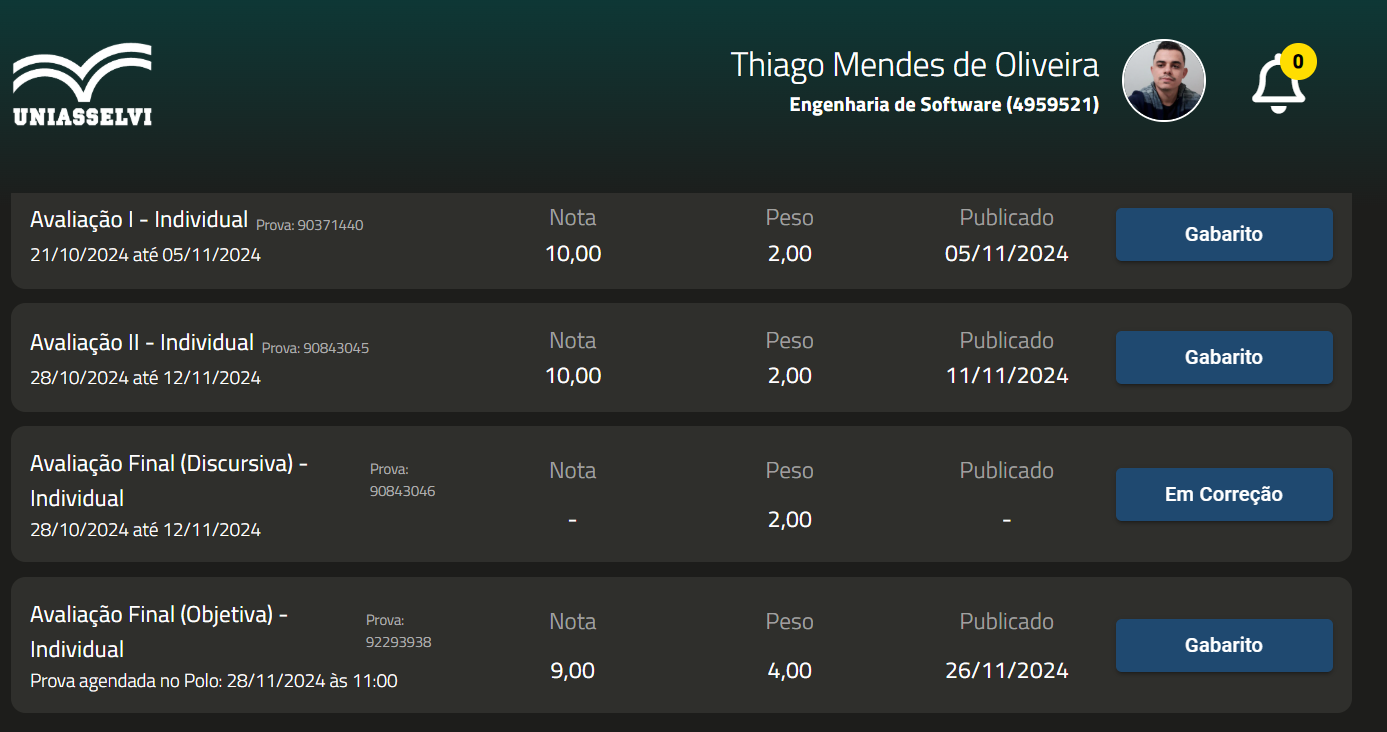 UNIASSELVI
Thiago Mendes de Oliveira
Engenharia de Software (4959521)
0
Avaliação I - Individual Prova: 90371440
21/10/2024 até 05/11/2024
Nota
10,00
Peso
2,00
Publicado
05/11/2024
Gabarito
Avaliação II - Individual Prova: 90843045
28/10/2024 até 12/11/2024
Nota
10,00
Peso
2,00
Publicado
11/11/2024
Gabarito
Avaliação Final (Discursiva) -
Individual
Prova:
90843046
28/10/2024 até 12/11/2024
Nota
-
Peso
2,00
Publicado
-
Em Correção
Avaliação Final (Objetiva) -
Individual
Prova:
92293938
Prova agendada no Polo: 28/11/2024 às 11:00
Nota
9,00
Peso
4,00
Publicado
26/11/2024
Gabarito